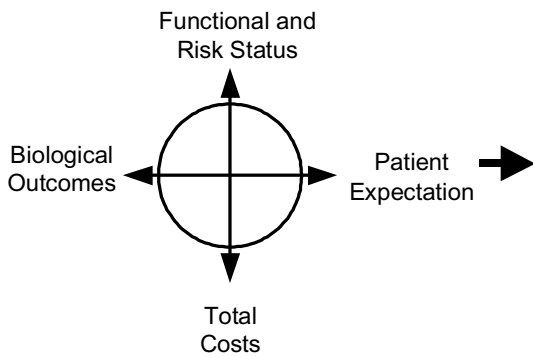 Functional and
Risk Status
Biological
Outcomes
Patient
Expectation
Total
Costs